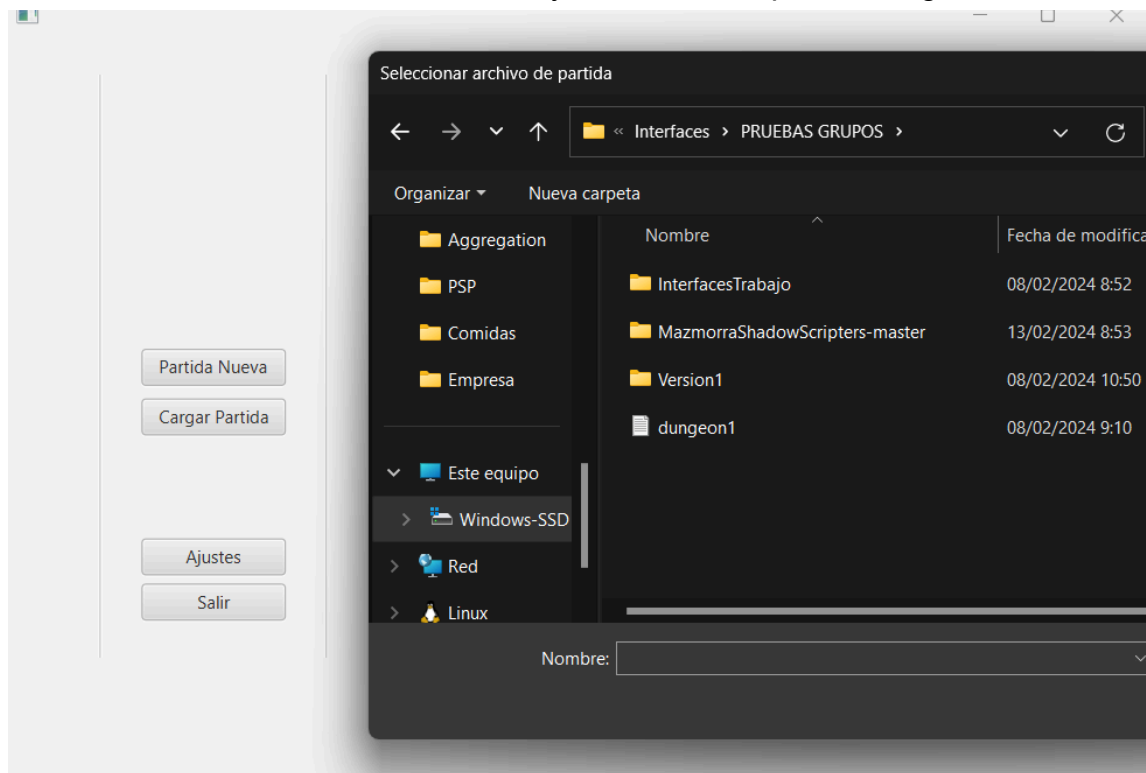 Seleccionar archivo de partida
« Interfaces > PRUEBAS GRUPOS >
Organizar Nueva carpeta
Nombre Fecha de modifica
Aggregation
PSP
Comidas
Empresa
Este equipo
Windows-SSD
Red
Linux
InterfacesTrabajo 08/02/2024 8:52
MazmorraShadowScripters-master 13/02/2024 8:53
Version1 08/02/2024 10:50
dungeon1 08/02/2024 9:10
Nombre:
Partida Nueva
Cargar Partida
Ajustes
Salir